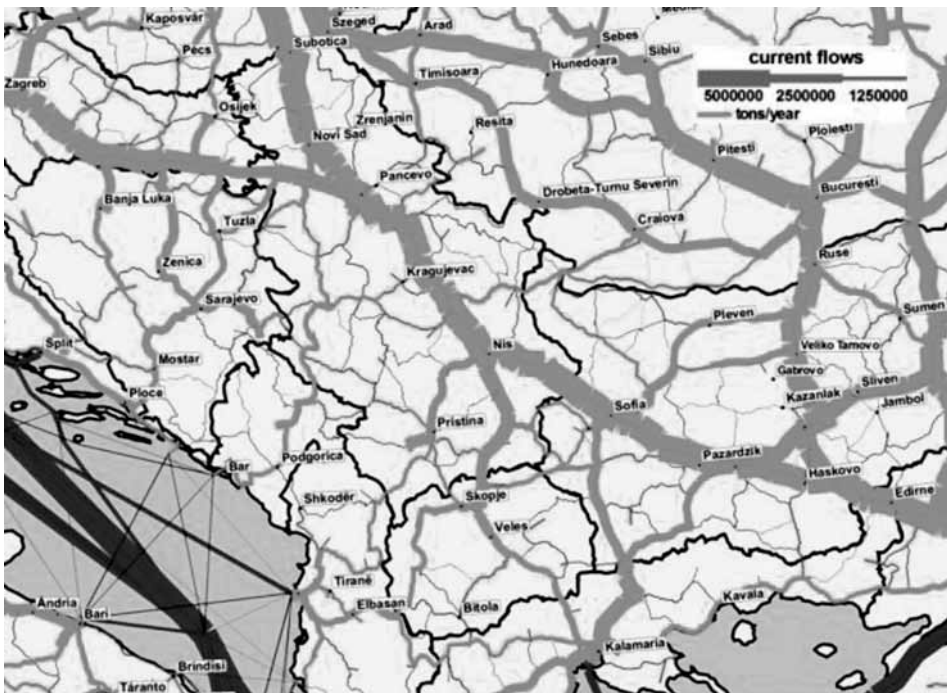 Kaposvár
Szeged
Arad
Sebes
Pécs
Subotica
Sibiu
Hunedoara
current flows
Zagreb
Timisoara
5000000 2500000 1250000
tons/year
Osijek
Zrenjanin
Resita
Ploiesti
Novi Sad
Pitesti
Pancevo
Drobeta-Turnu Severin
Bucuresti
Banja Luka
Tuzla
Craiova
Zenica
Kragujevac
Ruse
Sarajevo
Sumen
Pleven
Split
Nis
Veliko Tarnovo
Mostar
Gabrovo
Ploce
Kazanlak
Sliven
Sofia
Jambol
Pristina
Bar
Podgorica
Pazardzik
Haskovo
Edirne
Shkodër
Skopje
Veles
Tiranë
Kavala
Andria
Elbasan
Bitola
Bari
Kalamaria
Brindisi
Táranto